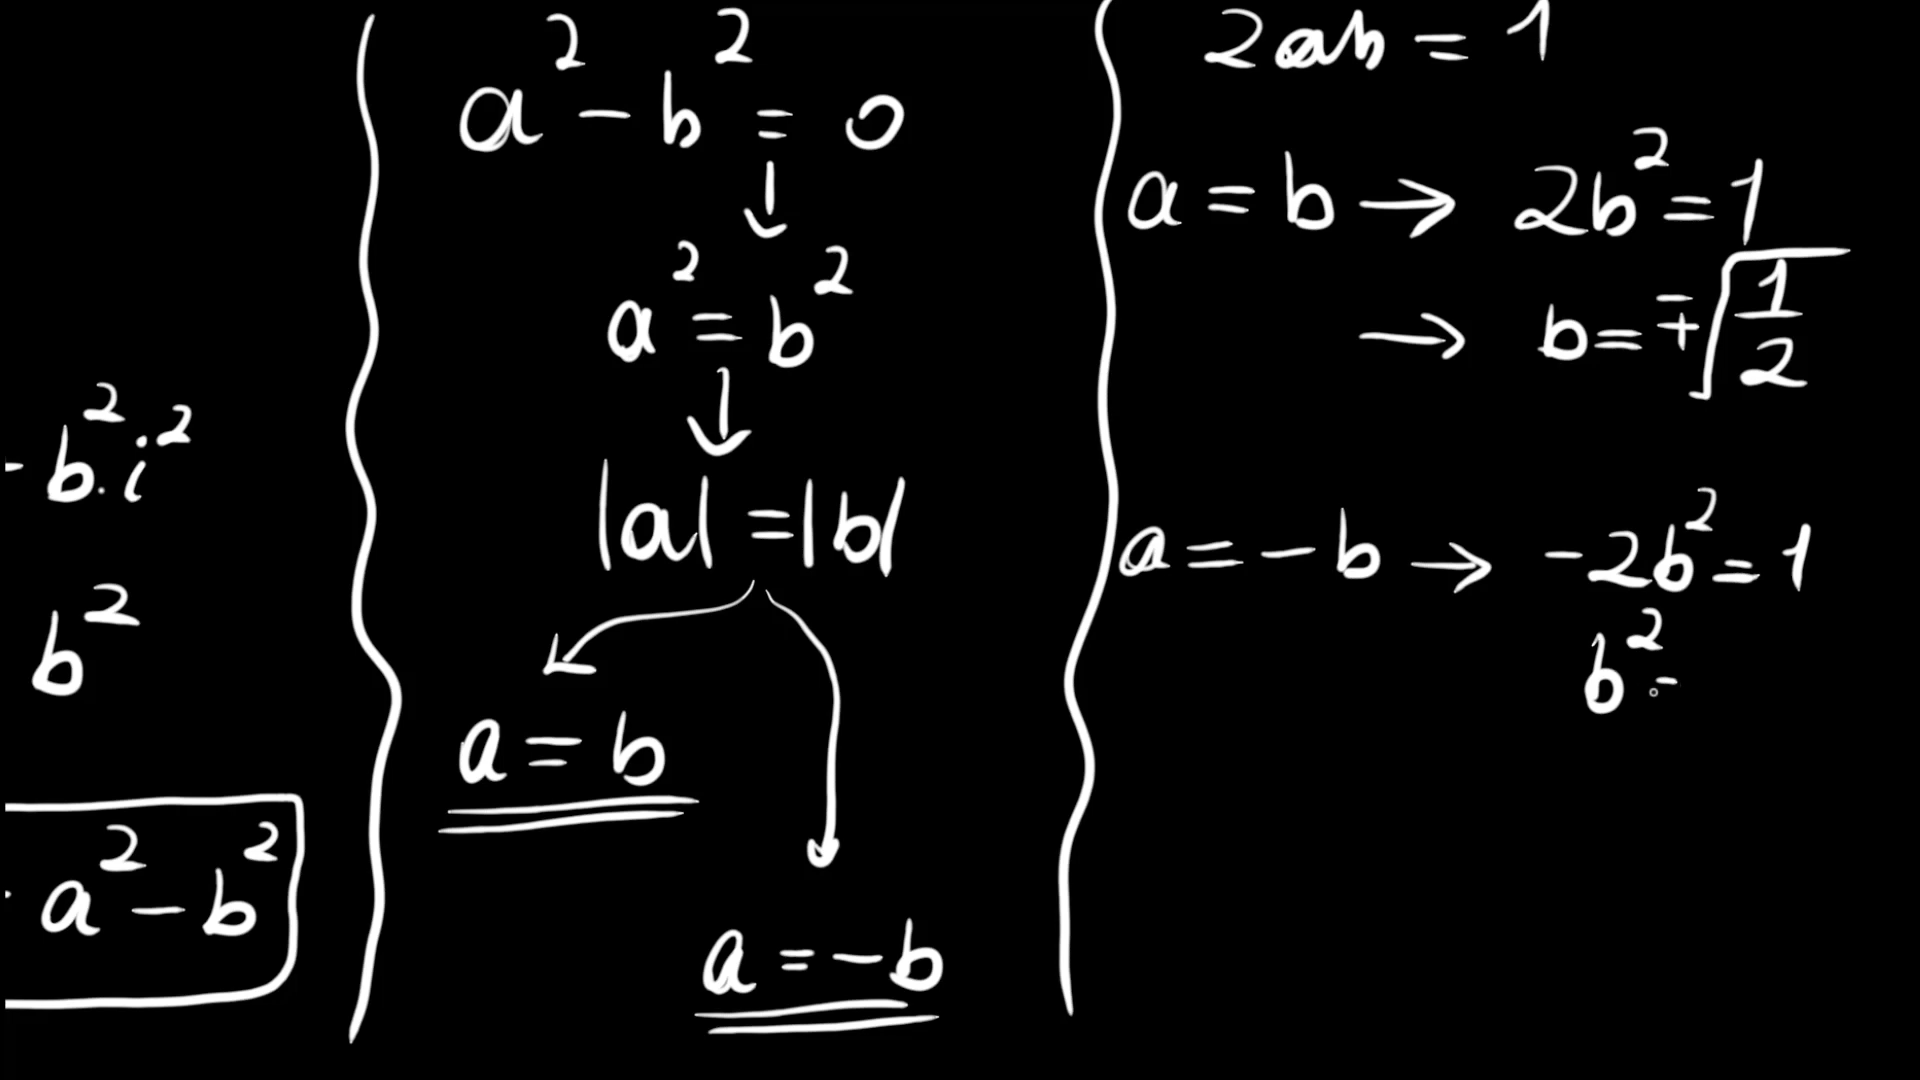 - b².i²
b²
a² - b²
a² - b² = 0
↓
a² = b²
↓
|a| = |b|
a = b
a = -b
2ab = 1
a = b → 2b² = 1
→ b = ∓√(1/2)
a = -b → -2b² = 1
b² =